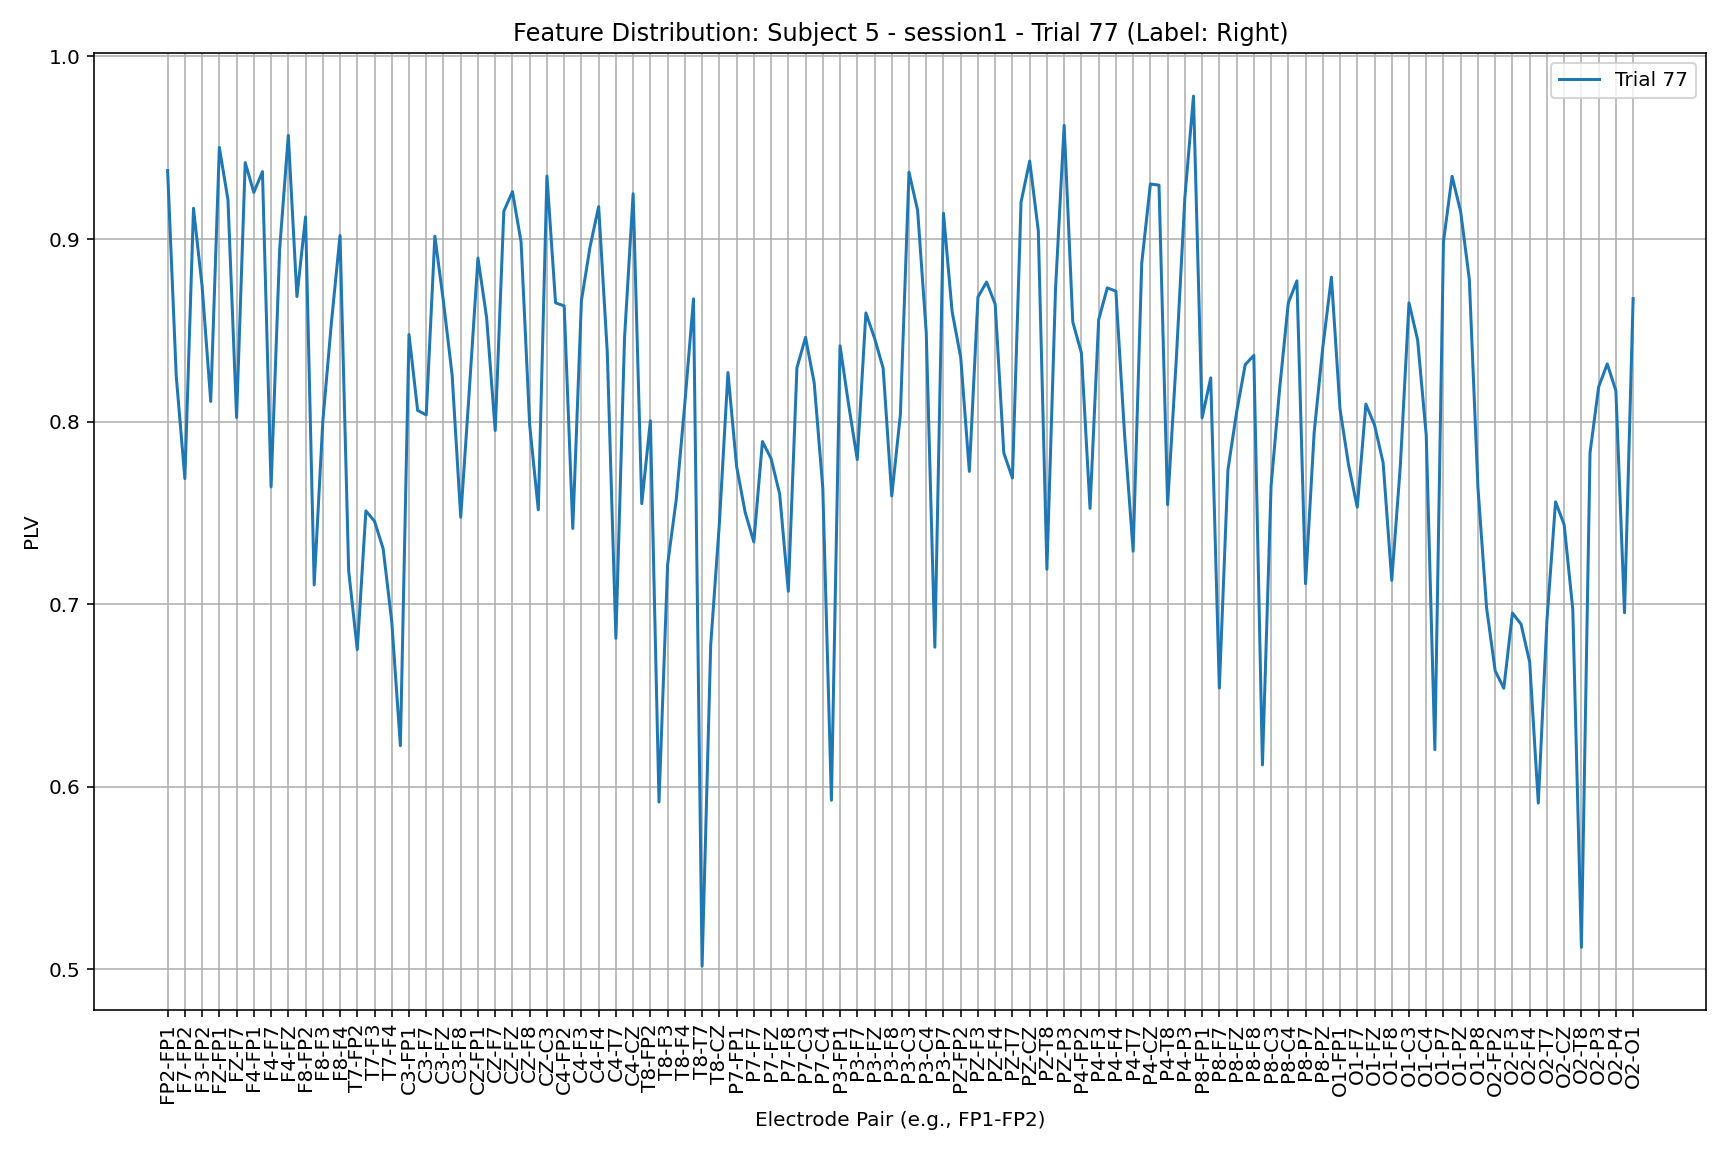 Feature Distribution: Subject 5 - session1 - Trial 77 (Label: Right)
Trial 77
PLV
1.0
0.9
0.8
0.7
0.6
0.5
FP2-FP1
F7-FP2
F3-FP2
FZ-FP1
FZ-F7
F4-FP1
F4-F7
F4-FZ
F8-FP2
F8-F3
F8-F4
T7-FP2
T7-F3
T7-F4
C3-FP1
C3-F7
C3-FZ
C3-F8
CZ-FP1
CZ-F7
CZ-FZ
CZ-F8
CZ-C3
C4-FP2
C4-F3
C4-F4
C4-T7
C4-CZ
T8-FP2
T8-F3
T8-F4
T8-T7
T8-CZ
P7-FP1
P7-F7
P7-FZ
P7-F8
P7-C3
P7-C4
P3-FP1
P3-F7
P3-FZ
P3-F8
P3-C3
P3-C4
P3-P7
PZ-FP2
PZ-F3
PZ-F4
PZ-T7
PZ-CZ
PZ-T8
PZ-P3
P4-FP2
P4-F3
P4-F4
P4-T7
P4-CZ
P4-T8
P4-P3
P8-FP1
P8-F7
P8-FZ
P8-F8
P8-C3
P8-C4
P8-P7
P8-PZ
O1-FP1
O1-F7
O1-FZ
O1-F8
O1-C3
O1-C4
O1-P7
O1-PZ
O1-P8
O2-FP2
O2-F3
O2-F4
O2-T7
O2-CZ
O2-T8
O2-P3
O2-P4
O2-O1
Electrode Pair (e.g., FP1-FP2)